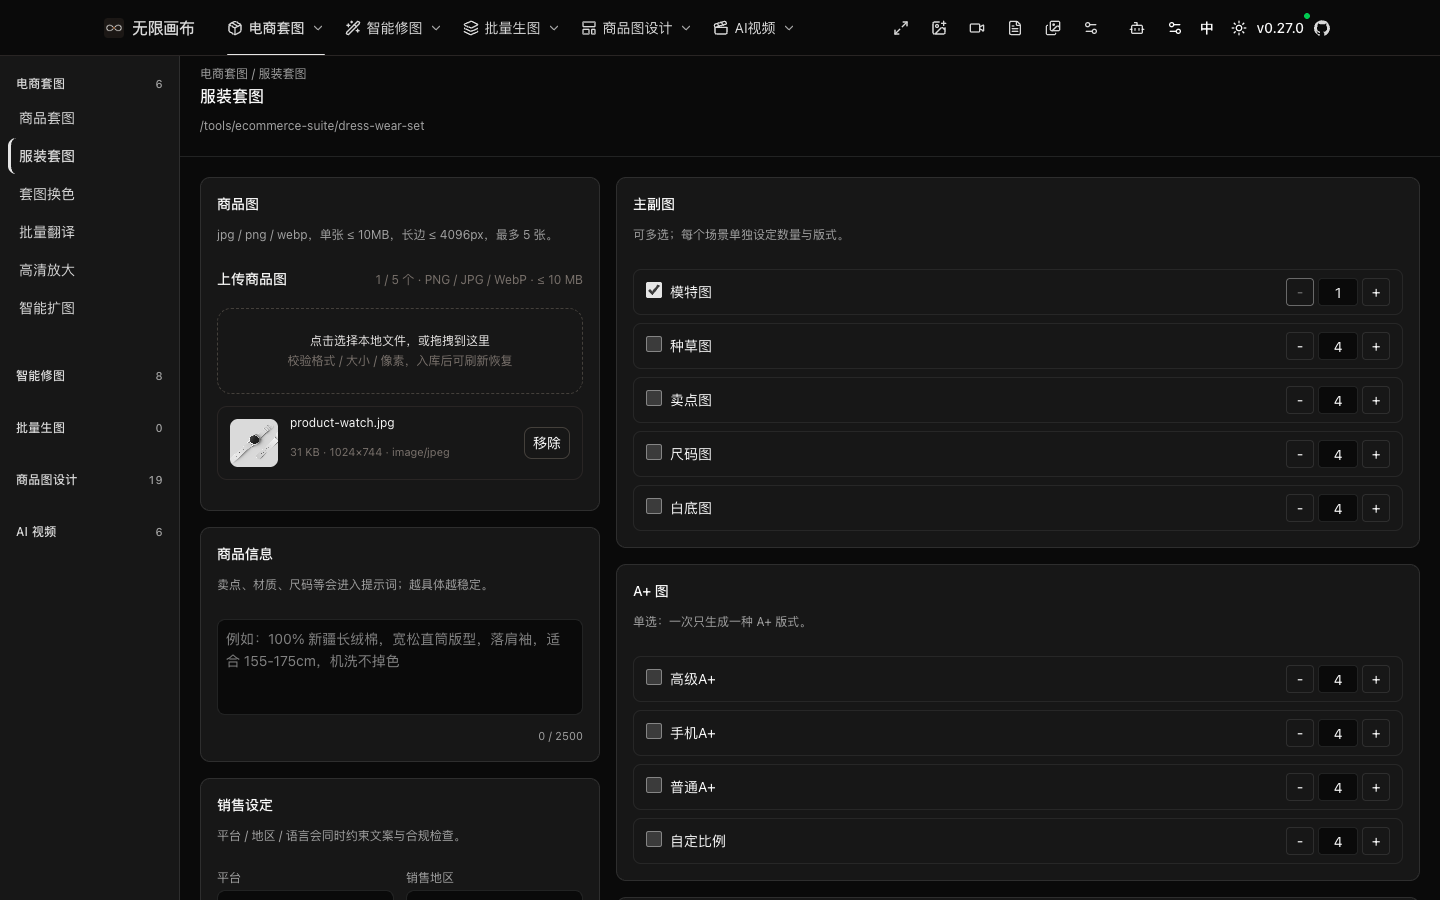 无限画布
电商套图
智能修图
批量生图
商品图设计
AI视频
中
v0.27.0
电商套图 6
商品套图
服装套图
套图换色
批量翻译
高清放大
智能扩图
智能修图 8
批量生图 0
商品图设计 19
AI 视频 6
电商套图 / 服装套图
服装套图
/tools/ecommerce-suite/dress-wear-set
商品图
jpg / png / webp，单张 ≤ 10MB，长边 ≤ 4096px，最多 5 张。
上传商品图 1 / 5 个 · PNG / JPG / WebP · ≤ 10 MB
点击选择本地文件，或拖拽到这里
校验格式 / 大小 / 像素，入库后可刷新恢复
product-watch.jpg
31 KB · 1024×744 · image/jpeg
移除
商品信息
卖点、材质、尺码等会进入提示词；越具体越稳定。
例如：100% 新疆长绒棉，宽松直筒版型，落肩袖，适
合 155-175cm，机洗不掉色
0 / 2500
销售设定
平台 / 地区 / 语言会同时约束文案与合规检查。
平台 销售地区
主副图
可多选；每个场景单独设定数量与版式。
模特图 - 1 +
种草图 - 4 +
卖点图 - 4 +
尺码图 - 4 +
白底图 - 4 +
A+ 图
单选：一次只生成一种 A+ 版式。
高级A+ - 4 +
手机A+ - 4 +
普通A+ - 4 +
自定比例 - 4 +